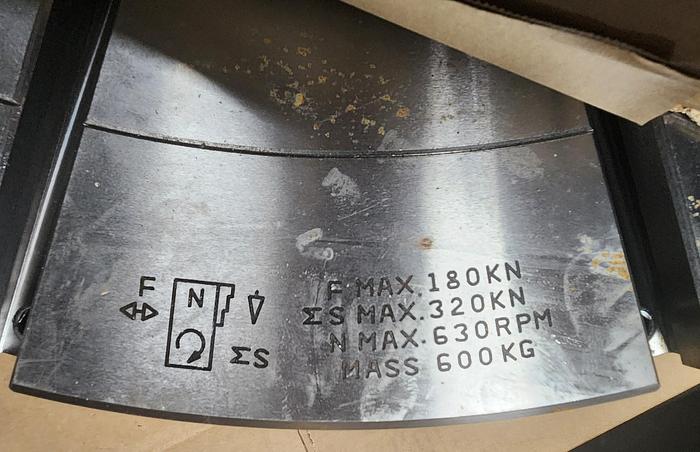 F
N
ΣS
F MAX. 180KN
ΣS MAX. 320KN
N MAX. 630RPM
MASS 600KG